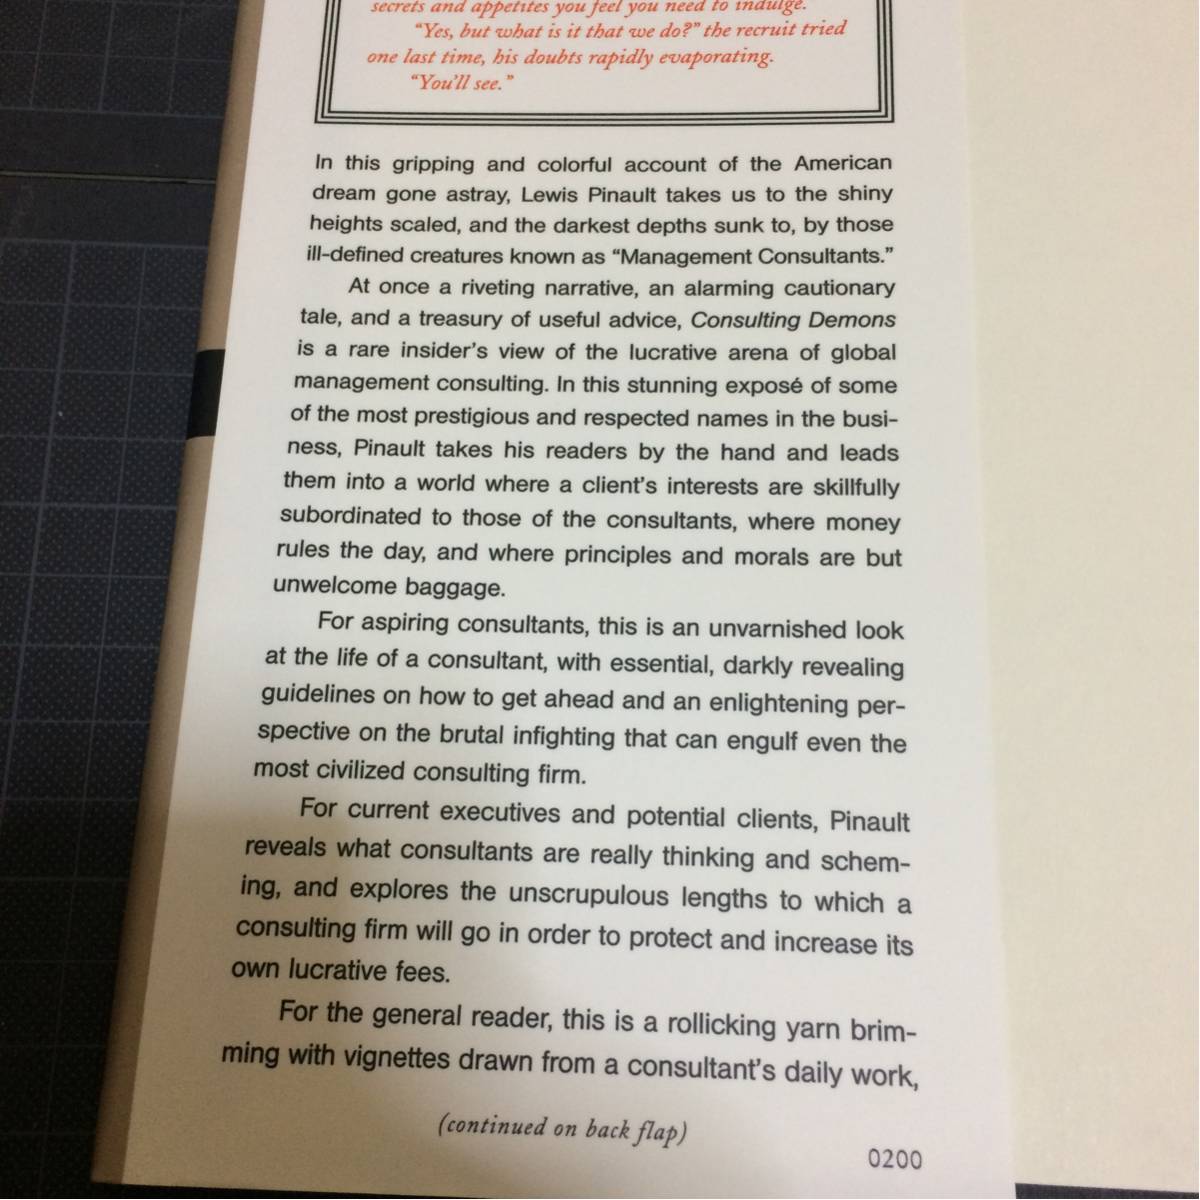 secrets and appetites you feel you need to indulge.
“Yes, but what is it that we do?” the recruit tried
one last time, his doubts rapidly evaporating.
“You’ll see.”
In this gripping and colorful account of the American
dream gone astray, Lewis Pinault takes us to the shiny
heights scaled, and the darkest depths sunk to, by those
ill-defined creatures known as “Management Consultants.”
At once a riveting narrative, an alarming cautionary
tale, and a treasury of useful advice, Consulting Demons
is a rare insider’s view of the lucrative arena of global
management consulting. In this stunning exposé of some
of the most prestigious and respected names in the busi-
ness, Pinault takes his readers by the hand and leads
them into a world where a client’s interests are skillfully
subordinated to those of the consultants, where money
rules the day, and where principles and morals are but
unwelcome baggage.
For aspiring consultants, this is an unvarnished look
at the life of a consultant, with essential, darkly revealing
guidelines on how to get ahead and an enlightening per-
spective on the brutal infighting that can engulf even the
most civilized consulting firm.
For current executives and potential clients, Pinault
reveals what consultants are really thinking and schem-
ing, and explores the unscrupulous lengths to which a
consulting firm will go in order to protect and increase its
own lucrative fees.
For the general reader, this is a rollicking yarn brim-
ming with vignettes drawn from a consultant’s daily work,
(continued on back flap)
0200